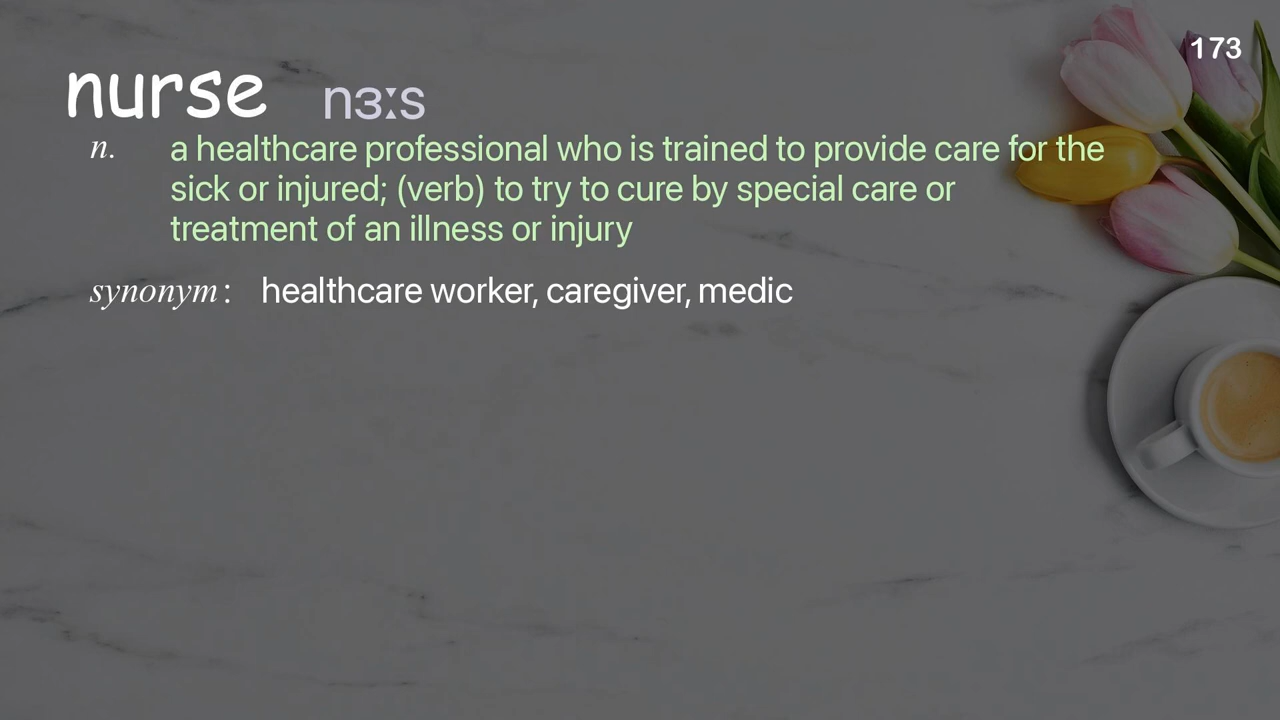 173
nurse nɜːs
n. a healthcare professional who is trained to provide care for the
sick or injured; (verb) to try to cure by special care or
treatment of an illness or injury
synonym : healthcare worker, caregiver, medic